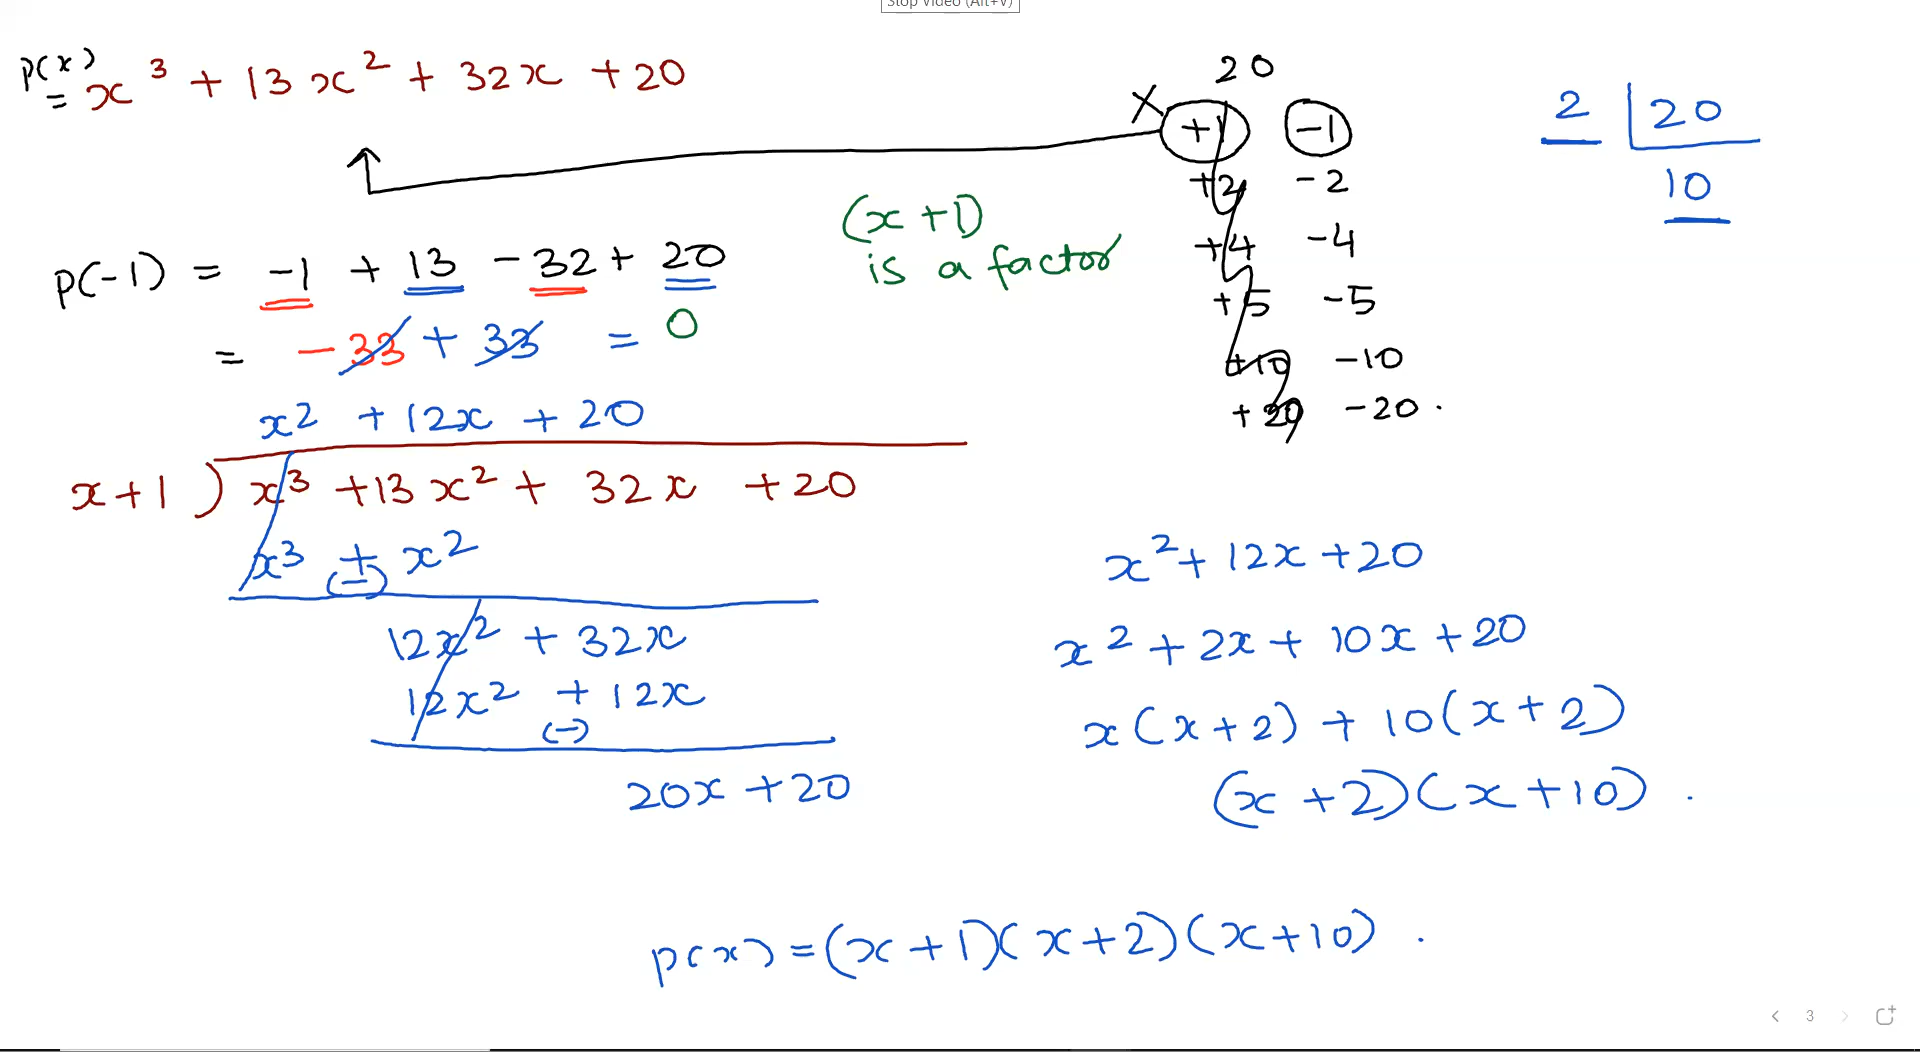 Stop Video (Alt+V)
p(x) = x³ + 13x² + 32x + 20
20
+1 -1
+2 -2
+4 -4
+5 -5
+10 -10
+20 -20.
2 | 20
10
p(-1) = -1 + 13 - 32 + 20
= -33 + 33 = 0
(x+1)
is a factor
x² + 12x + 20
x+1 ) x³ + 13x² + 32x + 20
x³ + x²
(-)
12x² + 32x
12x² + 12x
(-)
20x + 20
x² + 12x + 20
x² + 2x + 10x + 20
x(x+2) + 10(x+2)
(x+2)(x+10).
p(x) = (x+1)(x+2)(x+10).
3